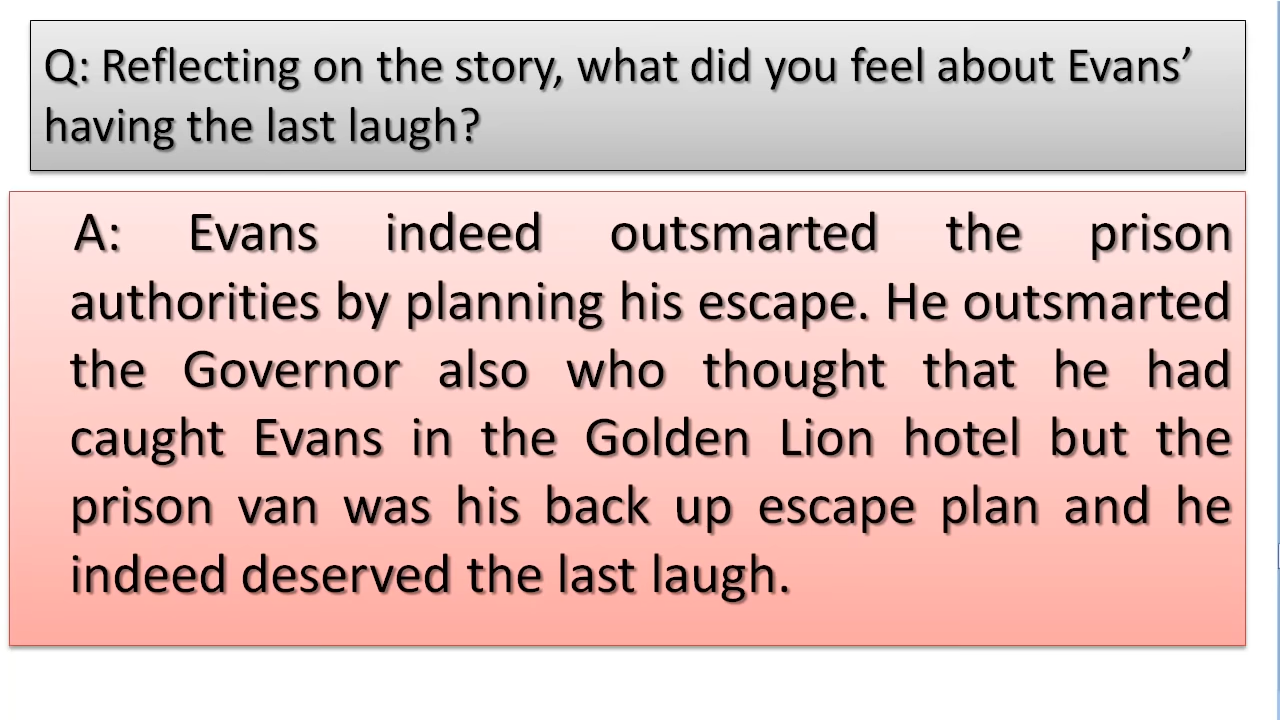 Q: Reflecting on the story, what did you feel about Evans’
having the last laugh?
A: Evans indeed outsmarted the prison
authorities by planning his escape. He outsmarted
the Governor also who thought that he had
caught Evans in the Golden Lion hotel but the
prison van was his back up escape plan and he
indeed deserved the last laugh.